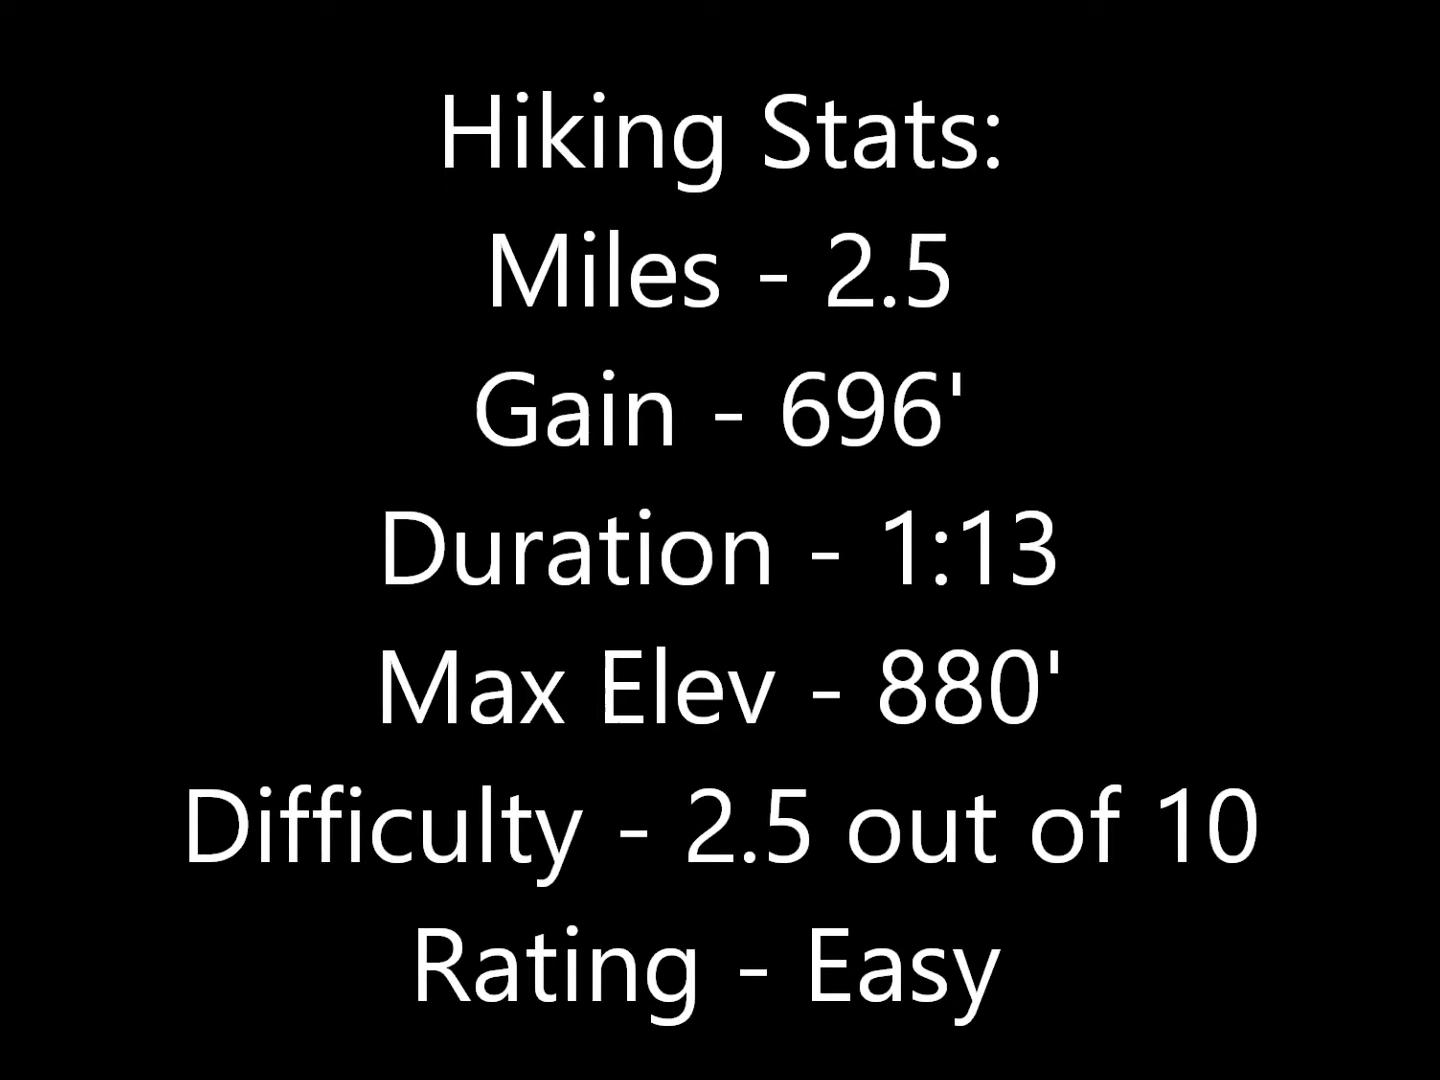 Hiking Stats:
Miles - 2.5
Gain - 696'
Duration - 1:13
Max Elev - 880'
Difficulty - 2.5 out of 10
Rating - Easy